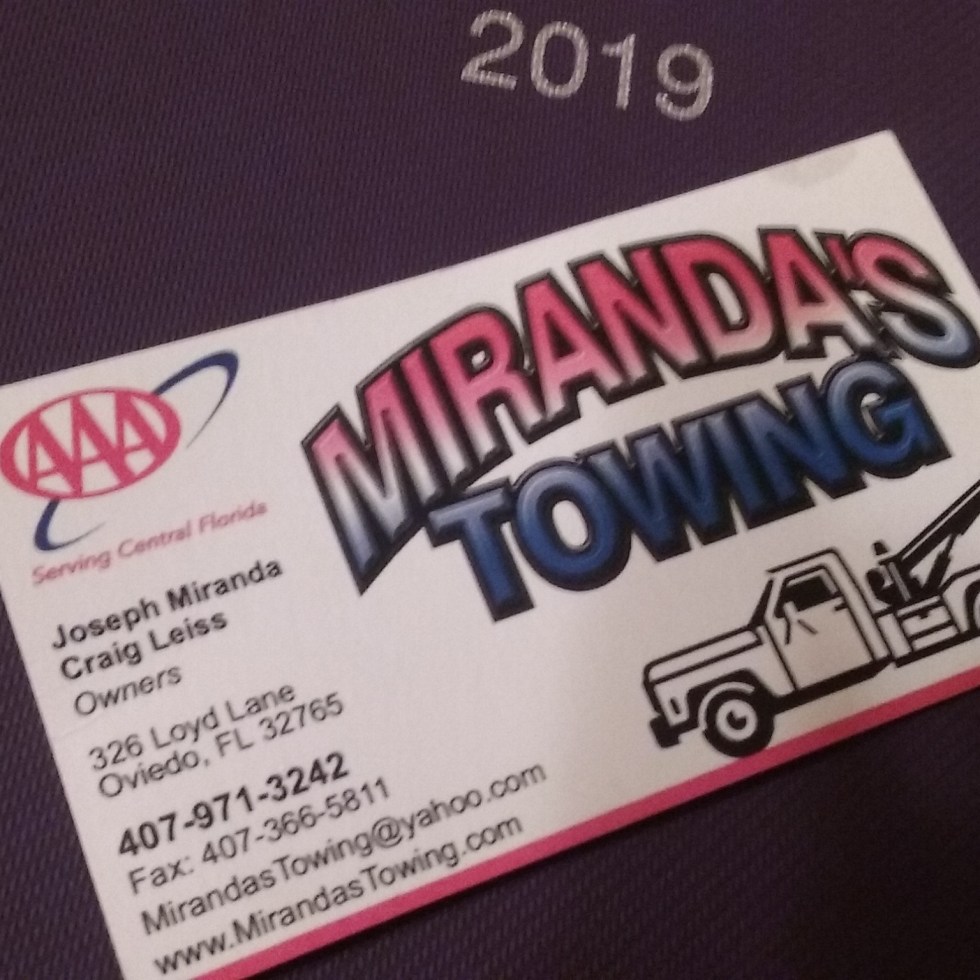 2019
MIRANDA'S
TOWING
AAA
Serving Central Florida
Joseph Miranda
Craig Leiss
Owners
326 Loyd Lane
Oviedo, FL 32765
407-971-3242
Fax: 407-366-5811
MirandasTowing@yahoo.com
www.MirandasTowing.com